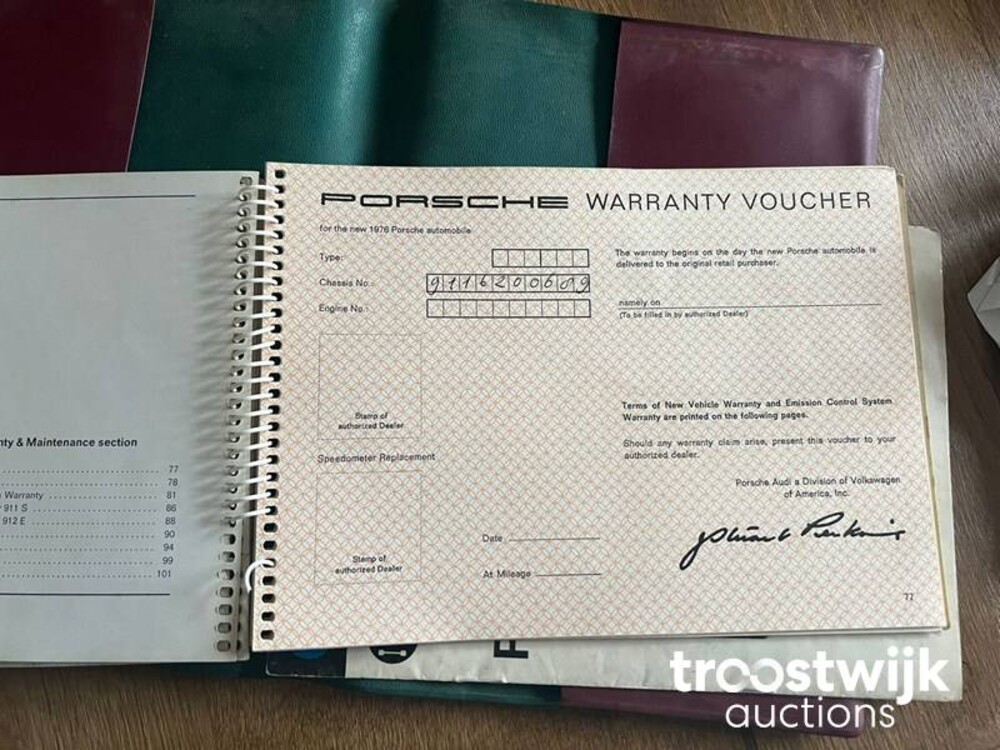 nty & Maintenance section
77
78
Warranty 81
911 S 86
912 E 88
90
94
99
101
PORSCHE WARRANTY VOUCHER
for the new 1976 Porsche automobile
Type:
Chassis No.: 9116200609
Engine No.:
Stamp of
authorized Dealer
Speedometer Replacement
Stamp of
authorized Dealer
Date
At Mileage
The warranty begins on the day the new Porsche automobile is
delivered to the original retail purchaser,
namely on
(To be filled in by authorized Dealer)
Terms of New Vehicle Warranty and Emission Control System
Warranty are printed on the following pages.
Should any warranty claim arise, present this voucher to your
authorized dealer.
Porsche Audi a Division of Volkswagen
of America, Inc.
77
troostwijk
auctions